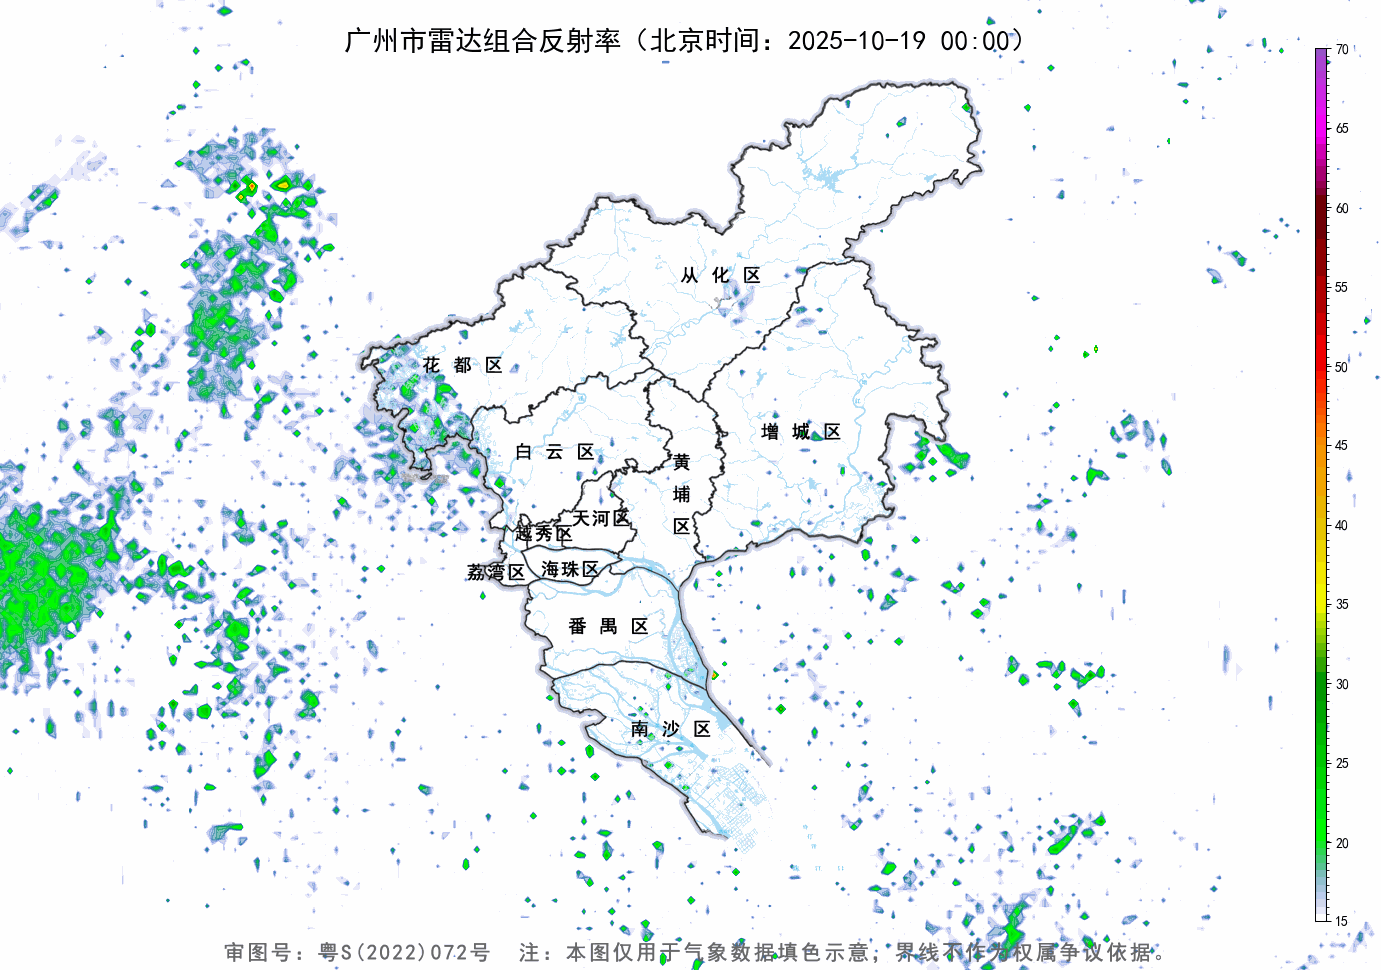 广州市雷达组合反射率（北京时间：2025-10-19 00:00）
70
65
60
55
50
45
40
35
30
25
20
15
从化区
花都区
增城区
白云区
黄埔区
天河区
越秀区
荔湾区
海珠区
番禺区
南沙区
审图号：粤S(2022)072号 注：本图仅用于气象数据填色示意，界线不作为权属争议依据。